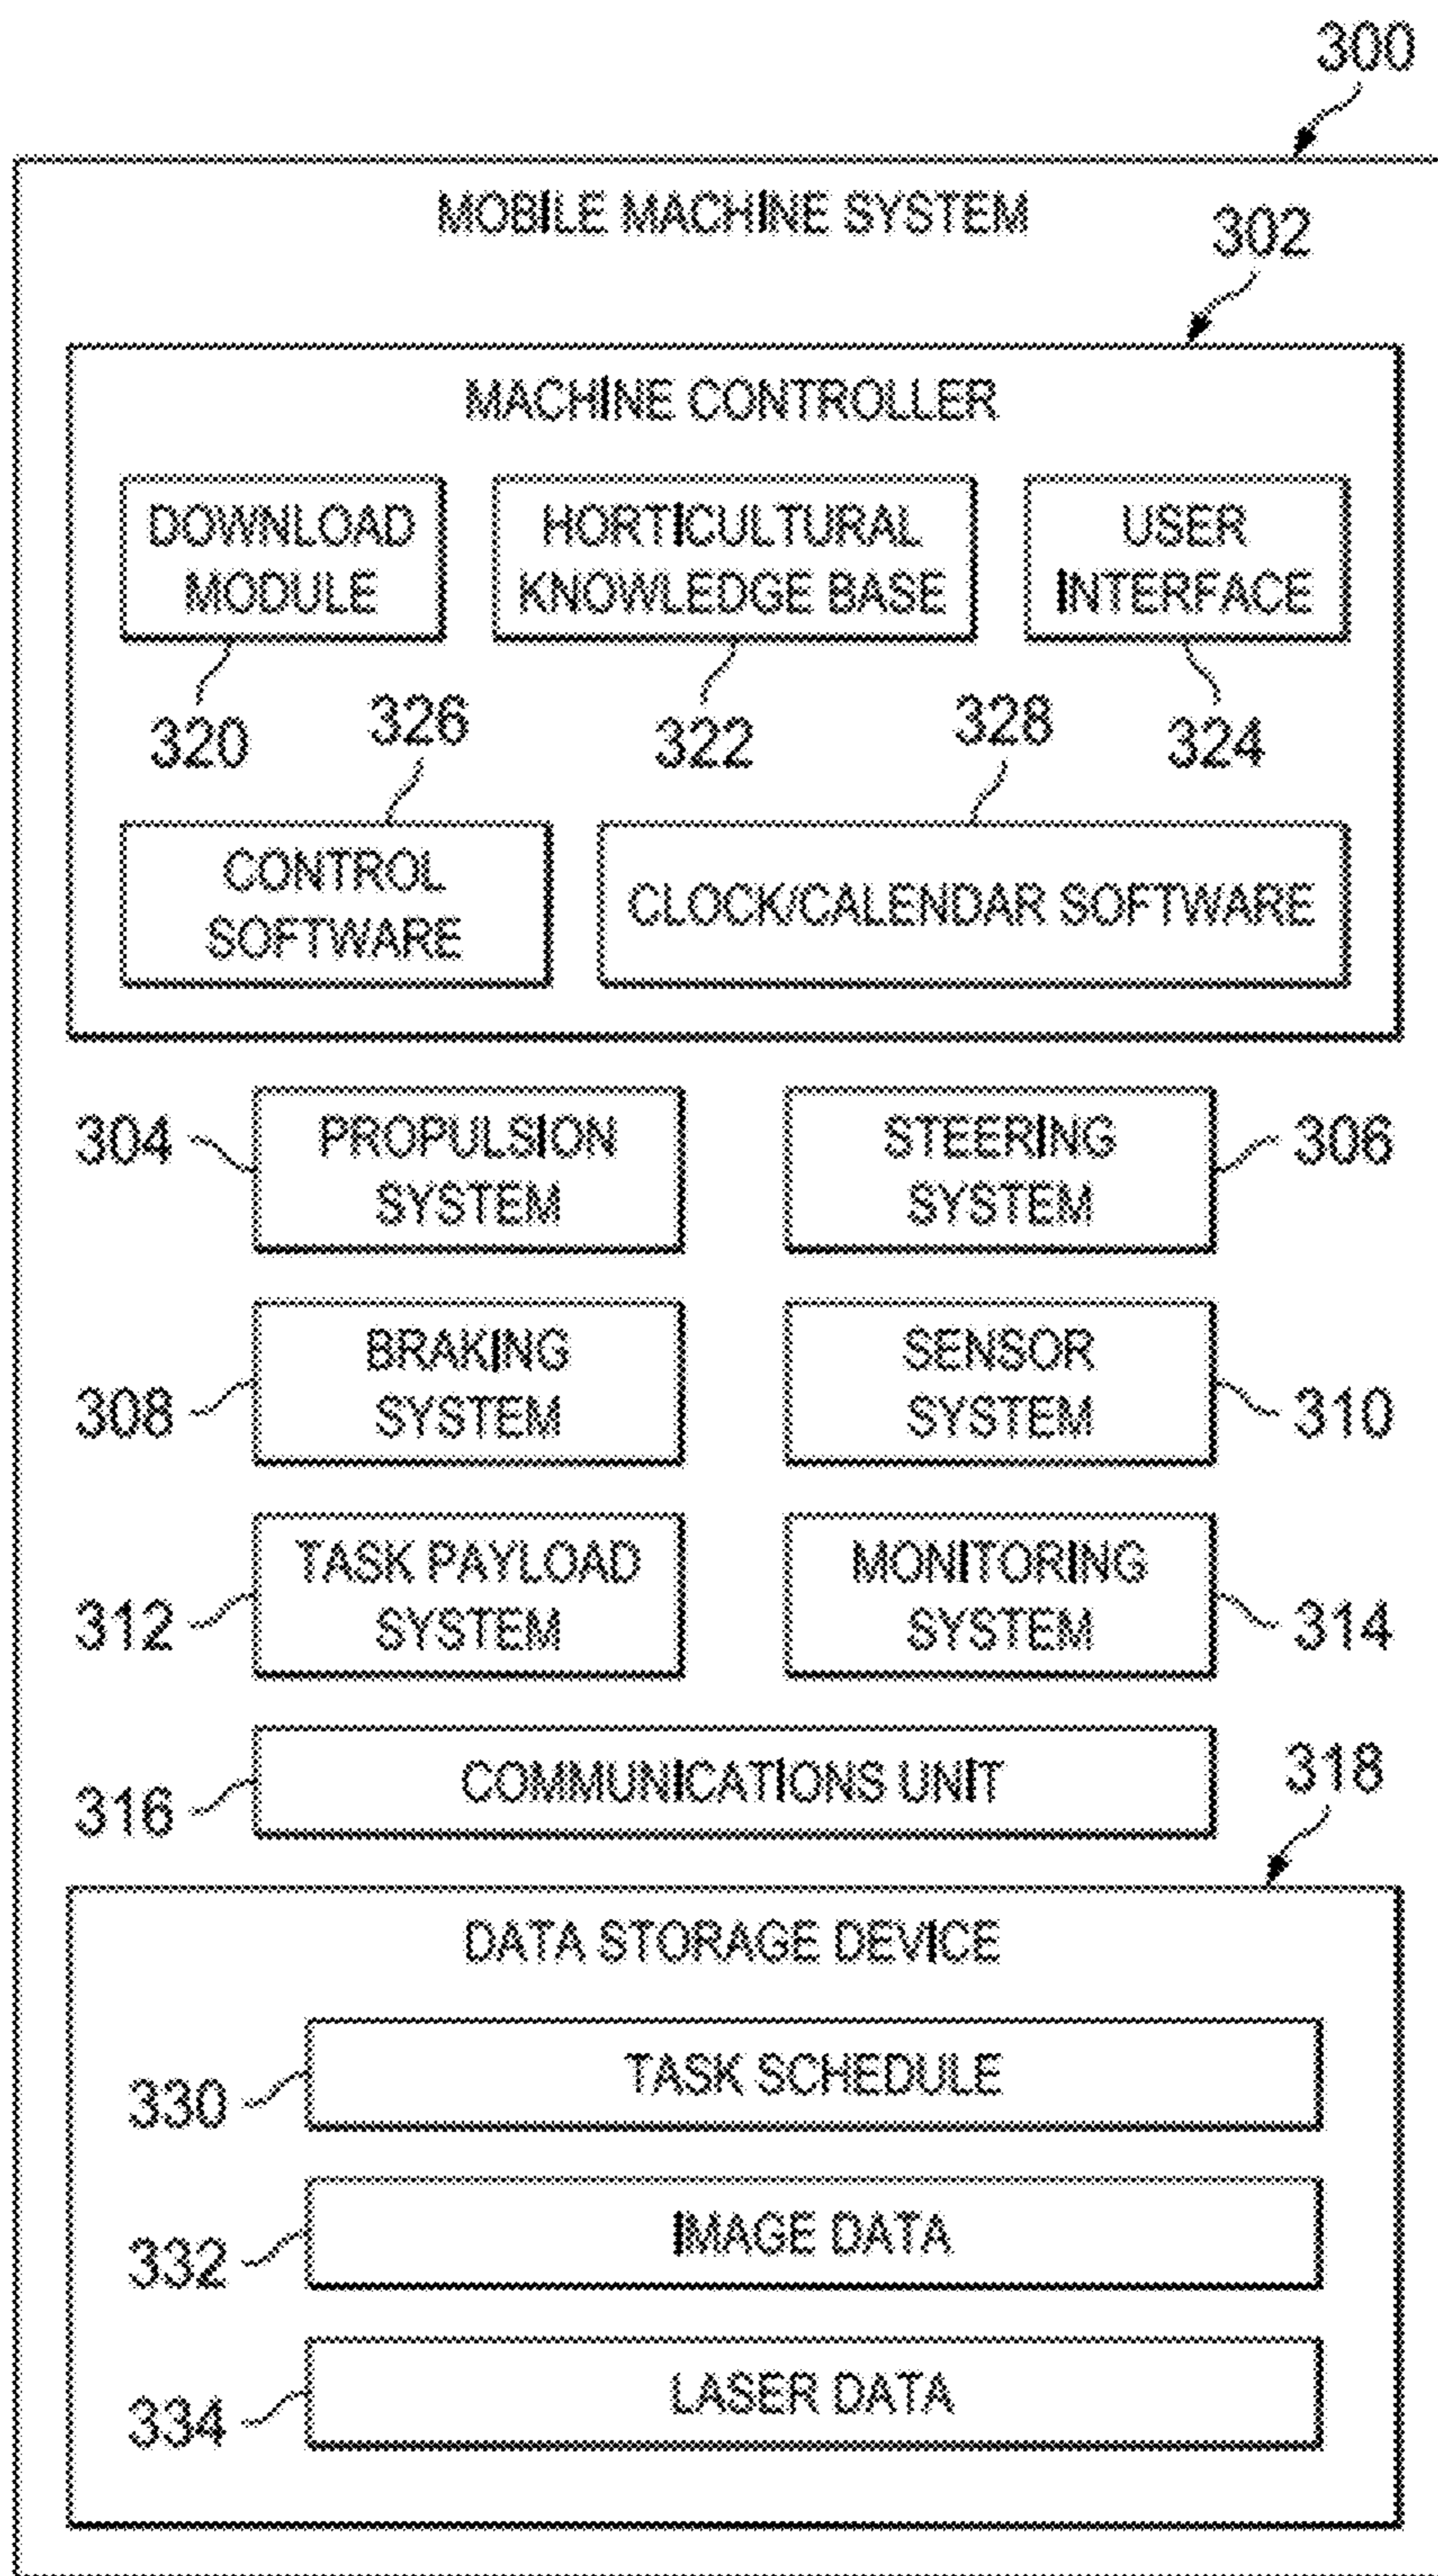 300
MOBILE MACHINE SYSTEM
302
MACHINE CONTROLLER
DOWNLOAD
MODULE
HORTICULTURAL
KNOWLEDGE BASE
USER
INTERFACE
320
326
322
328
324
CONTROL
SOFTWARE
CLOCK/CALENDAR SOFTWARE
304
PROPULSION
SYSTEM
STEERING
SYSTEM
306
308
BRAKING
SYSTEM
SENSOR
SYSTEM
310
312
TASK PAYLOAD
SYSTEM
MONITORING
SYSTEM
314
316
COMMUNICATIONS UNIT
318
DATA STORAGE DEVICE
330
TASK SCHEDULE
332
IMAGE DATA
334
LASER DATA